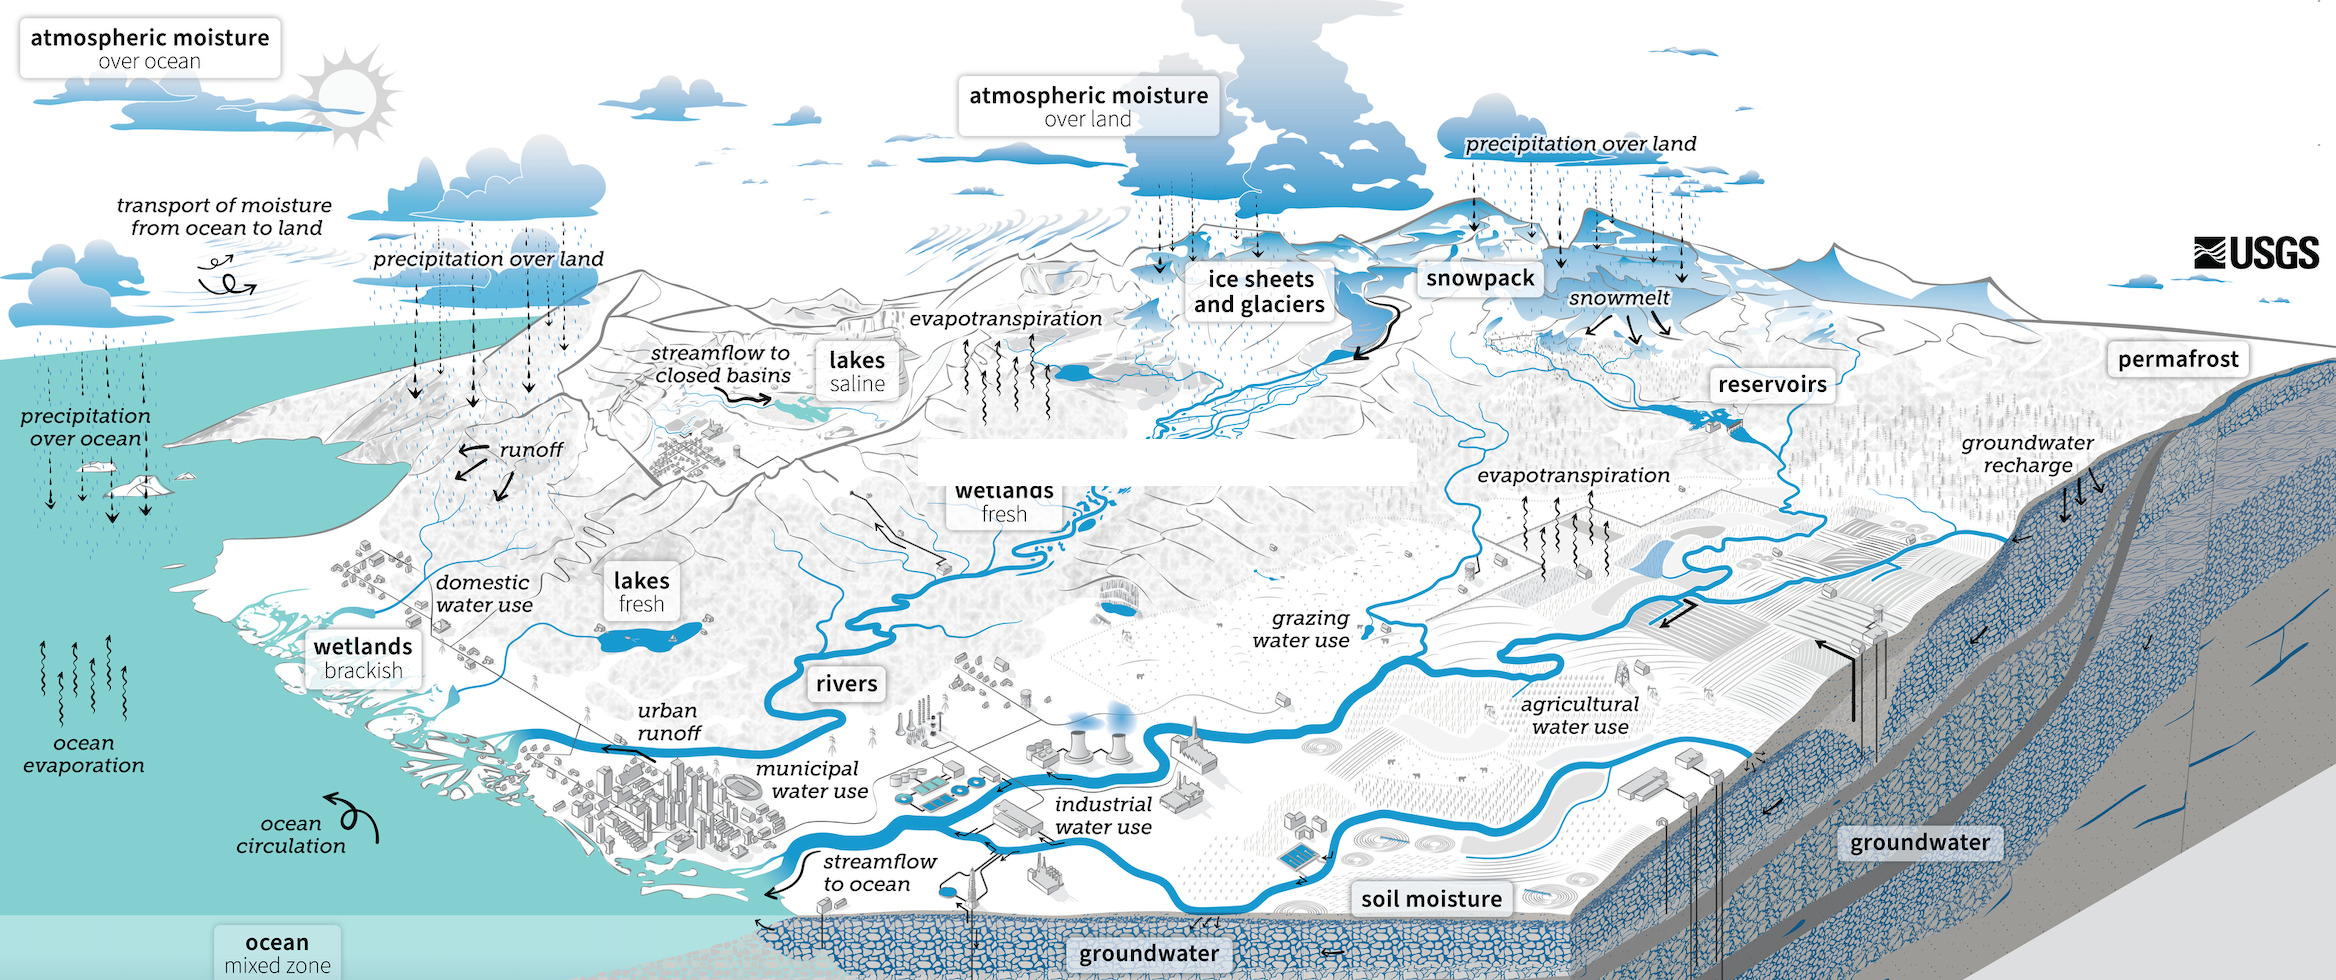 atmospheric moisture
over ocean
atmospheric moisture
over land
precipitation over land
transport of moisture
from ocean to land
precipitation over land
USGS
ice sheets
and glaciers
snowpack
snowmelt
evapotranspiration
streamflow to
closed basins
lakes
saline
permafrost
reservoirs
precipitation
over ocean
runoff
groundwater
recharge
evapotranspiration
wetlands
fresh
domestic
water use
lakes
fresh
grazing
water use
wetlands
brackish
rivers
urban
runoff
agricultural
water use
ocean
evaporation
municipal
water use
industrial
water use
ocean
circulation
streamflow
to ocean
groundwater
soil moisture
ocean
mixed zone
groundwater